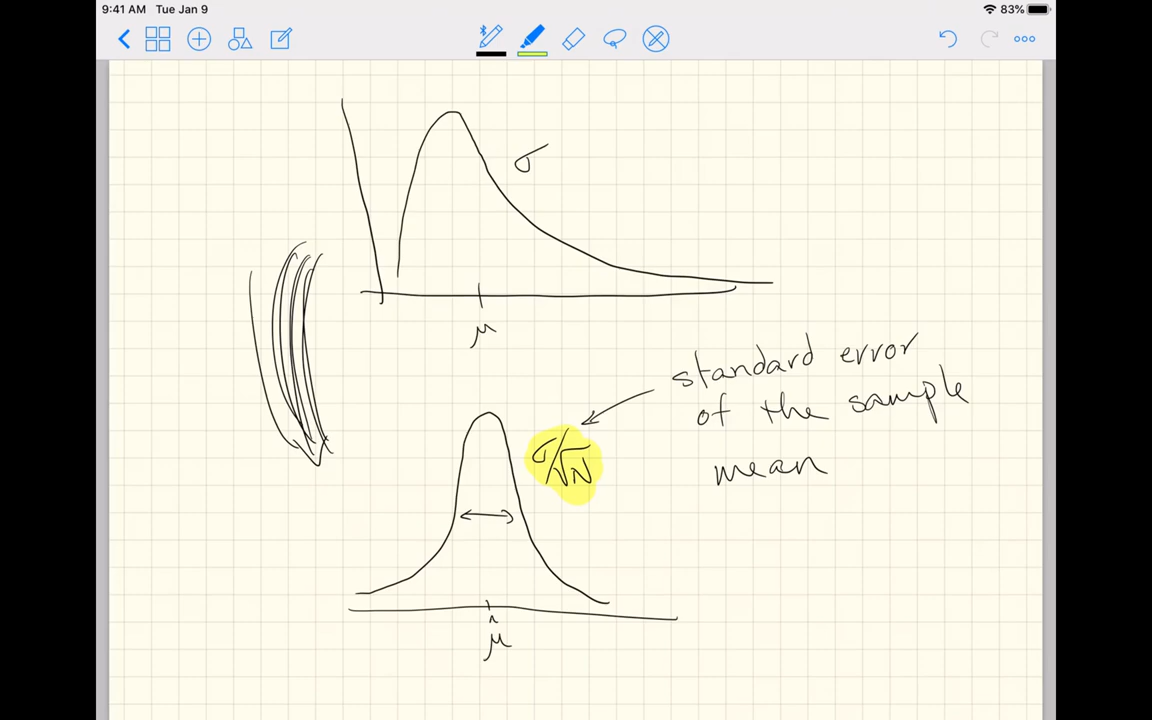 9:41 AM Tue Jan 9
83%
σ
μ
standard error
of the sample
mean
σ/√N
μ̂